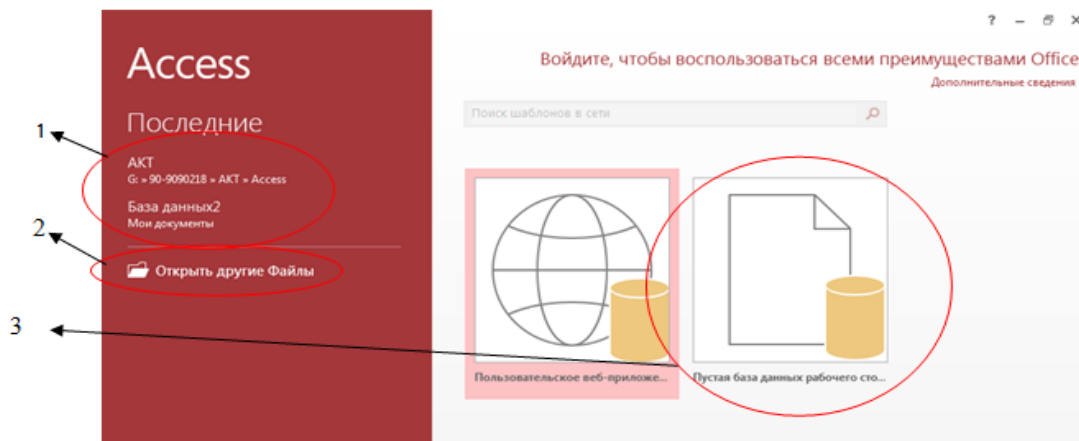 ? – × 
Access
Войдите, чтобы воспользоваться всеми преимуществами Office
Дополнительные сведения
Поиск шаблонов в сети
Последние
1
АКТ
G: » 90-9090218 » АКТ » Access
База данных2
Мои документы
2
Открыть другие Файлы
3
Пользовательское веб-приложе...
Пустая база данных рабочего сто...